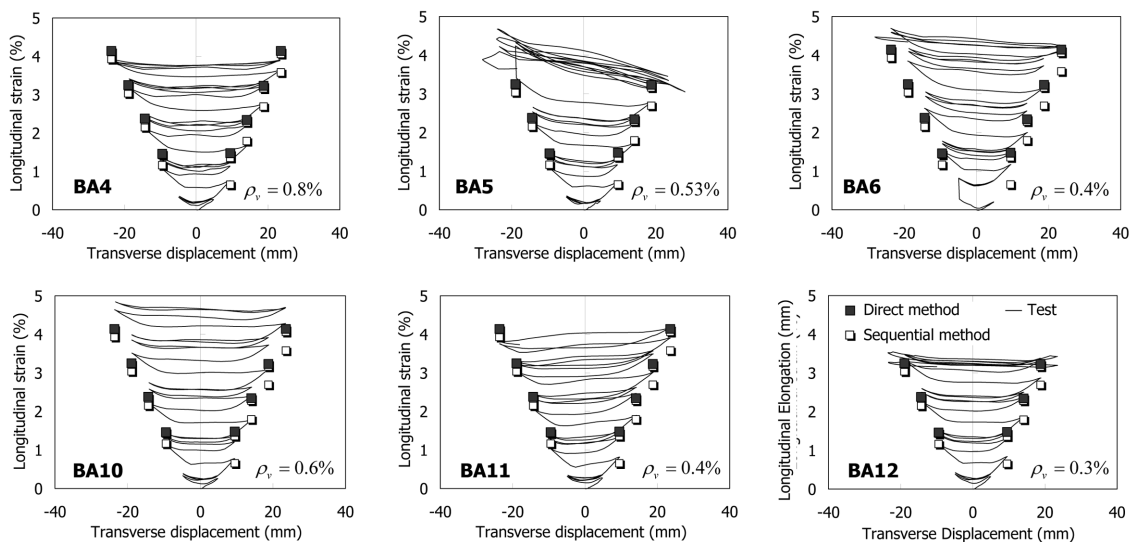 5
4
3
2
1
0
Longitudinal strain (%)
BA4
ρv = 0.8%
-40 -20 0 20 40
Transverse displacement (mm)
5
4
3
2
1
0
Longitudinal strain (%)
BA5
ρv = 0.53%
-40 -20 0 20 40
Transverse displacement (mm)
5
4
3
2
1
0
Longitudinal strain (%)
BA6
ρv = 0.4%
-40 -20 0 20 40
Transverse displacement (mm)
5
4
3
2
1
0
Longitudinal strain (%)
BA10
ρv = 0.6%
-40 -20 0 20 40
Transverse displacement (mm)
5
4
3
2
1
0
Longitudinal strain (%)
BA11
ρv = 0.4%
-40 -20 0 20 40
Transverse displacement (mm)
5
4
3
2
1
0
Longitudinal Elongation (mm)
Direct method Test
Sequential method
BA12
ρv = 0.3%
-40 -20 0 20 40
Transverse Displacement (mm)